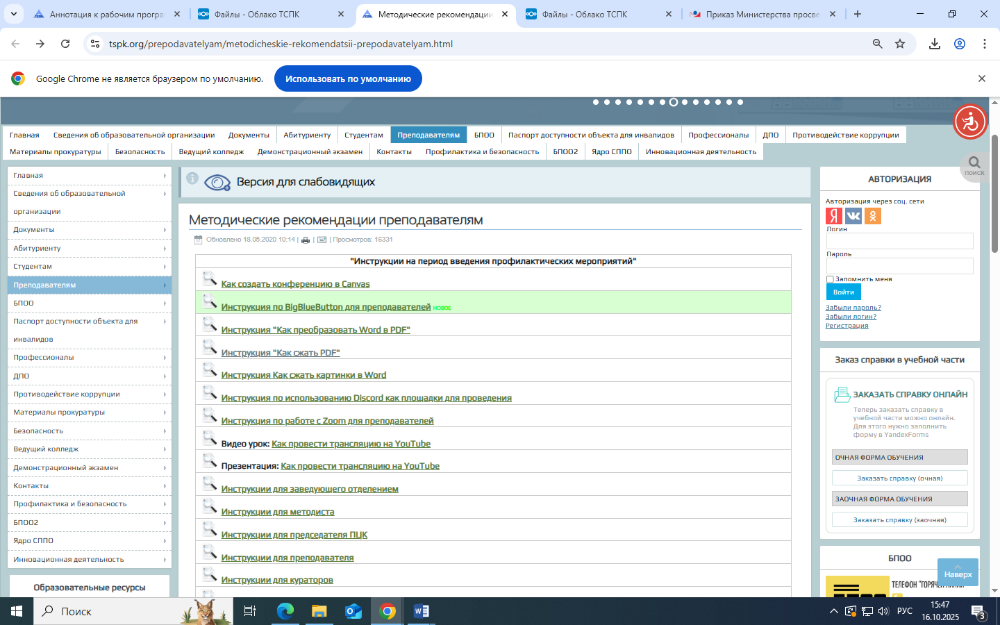 Аннотация к рабочим програ
Файлы - Облако ТСПК
Методические рекомендации
Файлы - Облако ТСПК
Приказ Министерства просве
tspk.org/prepodavatelyam/metodicheskie-rekomendatsii-prepodavatelyam.html
Google Chrome не является браузером по умолчанию.
Использовать по умолчанию
Главная Сведения об образовательной организации Документы Абитуриенту Студентам Преподавателям БПОО Паспорт доступности объекта для инвалидов Профессионалы ДПО Противодействие коррупции
Материалы прокуратуры Безопасность Ведущий колледж Демонстрационный экзамен Контакты Профилактика и безопасность БПОО2 Ядро СППО Инновационная деятельность
поиск
Главная
Сведения об образовательной
организации
Документы
Абитуриенту
Студентам
Преподавателям
БПОО
Паспорт доступности объекта для
инвалидов
Профессионалы
ДПО
Противодействие коррупции
Материалы прокуратуры
Безопасность
Ведущий колледж
Демонстрационный экзамен
Контакты
Профилактика и безопасность
БПОО2
Ядро СППО
Инновационная деятельность
Образовательные ресурсы
Версия для слабовидящих
Методические рекомендации преподавателям
Обновлено 18.05.2020 10:14 | | | Просмотров: 16331
"Инструкции на период введения профилактических мероприятий"
Как создать конференцию в Canvas
Инструкция по BigBlueButton для преподавателей НОВОЕ
Инструкция "Как преобразовать Word в PDF"
Инструкция "Как сжать PDF"
Инструкция Как сжать картинки в Word
Инструкция по использованию Discord как площадки для проведения
Инструкция по работе с Zoom для преподавателей
Видео урок: Как провести трансляцию на YouTube
Презентация: Как провести трансляцию на YouTube
Инструкции для заведующего отделением
Инструкции для методиста
Инструкции для председателя ПЦК
Инструкции для преподавателя
Инструкции для кураторов
АВТОРИЗАЦИЯ
Авторизация через соц. сети
Логин
Пароль
Запомнить меня
Войти
Забыли пароль?
Забыли логин?
Регистрация
Заказ справки в учебной части
ЗАКАЗАТЬ СПРАВКУ ОНЛАЙН
Теперь заказать справку в
учебной части можно онлайн.
Для этого нужно заполнить
форму в YandexForms
ОЧНАЯ ФОРМА ОБУЧЕНИЯ
Заказать справку (очная)
ЗАОЧНАЯ ФОРМА ОБУЧЕНИЯ
Заказать справку (заочная)
БПОО
Наверх
ТЕЛЕФОН "ГОРЯЧЕЙ ЛИНИИ"
Поиск
РУС
15:47
16.10.2025
3